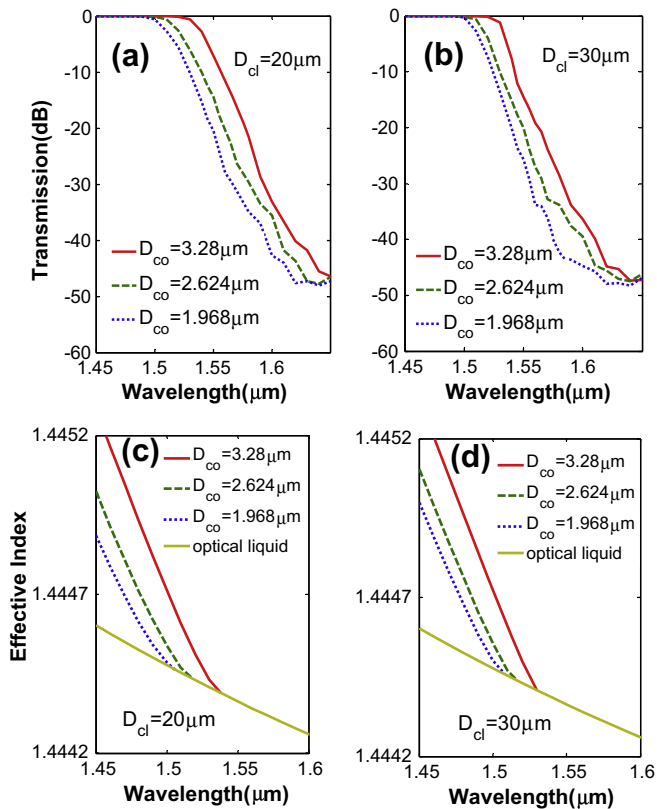 (a)
D_cl=20μm
Transmission(dB)
0
-10
-20
-30
-40
-50
-60
D_co=3.28μm
D_co=2.624μm
D_co=1.968μm
1.45 1.5 1.55 1.6
Wavelength(μm)
(b)
D_cl=30μm
0
-10
-20
-30
-40
-50
-60
D_co=3.28μm
D_co=2.624μm
D_co=1.968μm
1.45 1.5 1.55 1.6
Wavelength(μm)
(c)
Effective Index
1.4452
1.4447
1.4442
D_co=3.28μm
D_co=2.624μm
D_co=1.968μm
optical liquid
D_cl=20μm
1.45 1.5 1.55 1.6
Wavelength(μm)
(d)
1.4452
1.4447
1.4442
D_co=3.28μm
D_co=2.624μm
D_co=1.968μm
optical liquid
D_cl=30μm
1.45 1.5 1.55 1.6
Wavelength(μm)